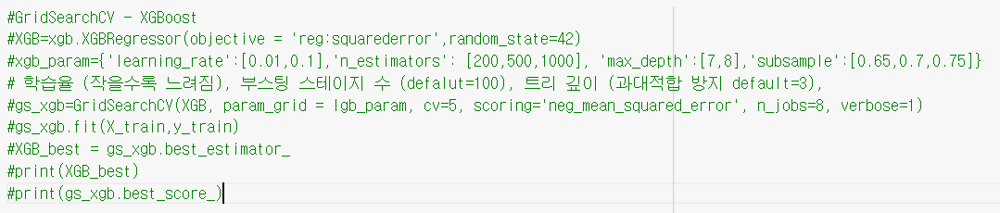 #GridSearchCV - XGBoost
#XGB=xgb.XGBRegressor(objective = 'reg:squarederror',random_state=42)
#xgb_param={'learning_rate':[0.01,0.1],'n_estimators': [200,500,1000], 'max_depth':[7,8],'subsample':[0.65,0.7,0.75]}
# 학습율 (작을수록 느려짐), 부스팅 스테이지 수 (defalut=100), 트리 깊이 (과대적합 방지 default=3),
#gs_xgb=GridSearchCV(XGB, param_grid = lgb_param, cv=5, scoring='neg_mean_squared_error', n_jobs=8, verbose=1)
#gs_xgb.fit(X_train,y_train)
#XGB_best = gs_xgb.best_estimator_
#print(XGB_best)
#print(gs_xgb.best_score_)